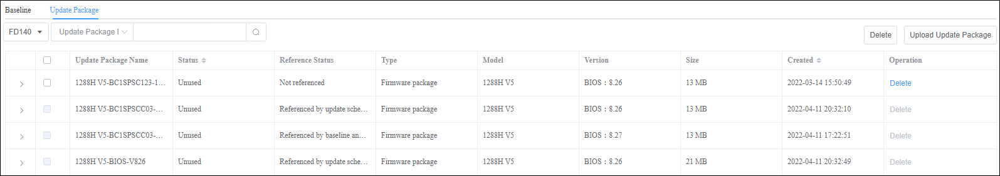 Baseline Update Package
FD140 Update Package Delete Upload Update Package
Update Package Name Status Reference Status Type Model Version Size Created Operation
1288H V5-BC1SPSC123-1... Unused Not referenced Firmware package 1288H V5 BIOS : 8.26 13 MB 2022-03-14 15:50:49 Delete
1288H V5-BC1SPSCC03-... Unused Referenced by update sche... Firmware package 1288H V5 BIOS : 8.26 13 MB 2022-04-11 20:32:10 Delete
1288H V5-BC1SPSCC03-... Unused Referenced by baseline an... Firmware package 1288H V5 BIOS : 8.27 13 MB 2022-04-11 17:22:51 Delete
1288H V5-BIOS-V826 Unused Referenced by update sche... Firmware package 1288H V5 BIOS : 8.26 21 MB 2022-04-11 20:32:49 Delete